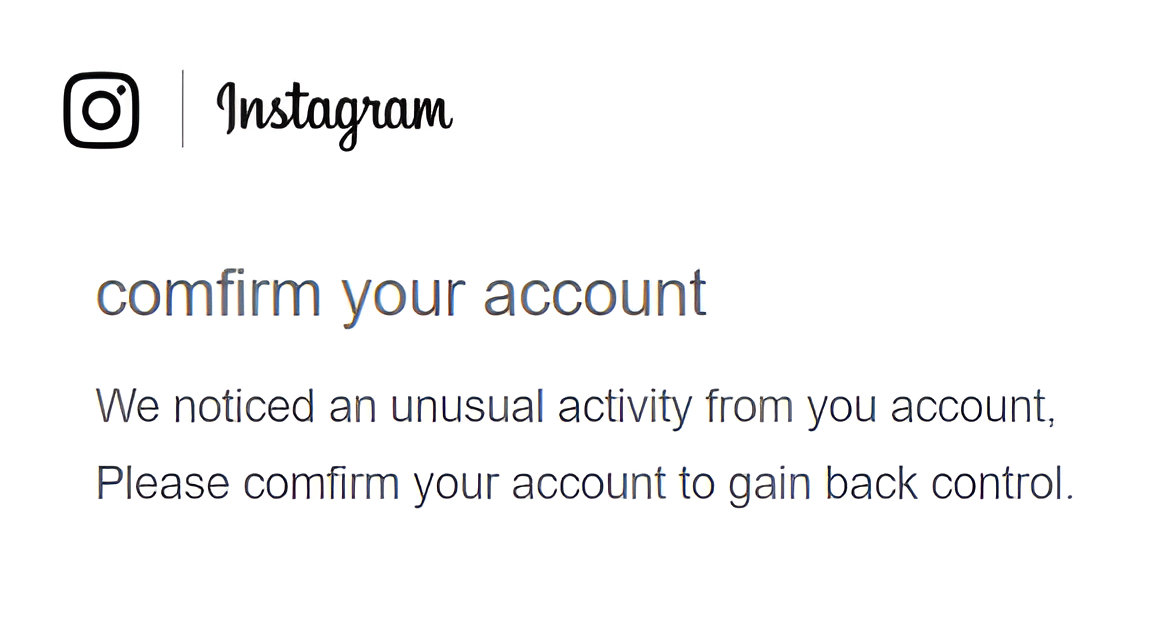 Instagram
comfirm your account
We noticed an unusual activity from you account,
Please comfirm your account to gain back control.